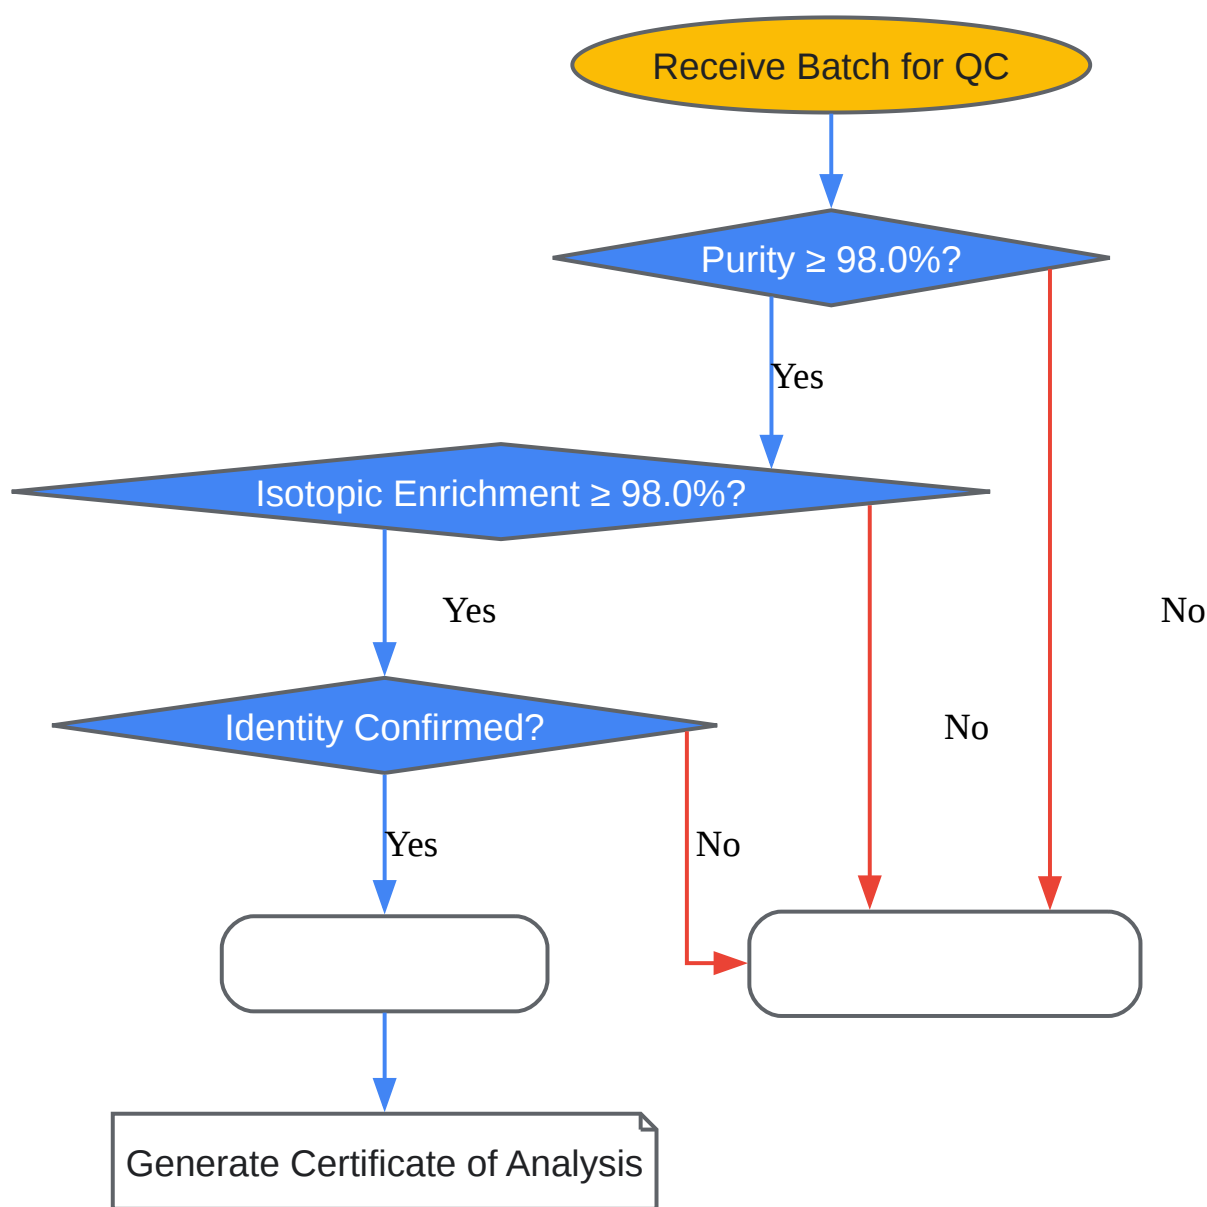 Receive Batch for QC
Purity ≥ 98.0%?
Yes
Isotopic Enrichment ≥ 98.0%?
Yes
No
Identity Confirmed?
No
Yes
No
Generate Certificate of Analysis